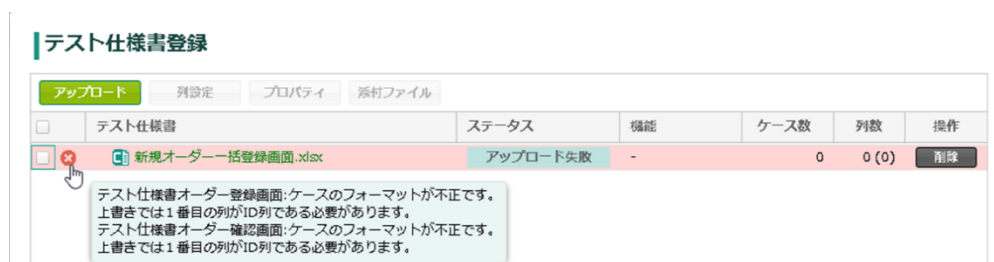 テスト仕様書登録
アップロード 列設定 プロパティ 添付ファイル
テスト仕様書 ステータス 機能 ケース数 列数 操作
新規オーダー一括登録画面.xlsx アップロード失敗 - 0 0 (0) 削除
テスト仕様書オーダー登録画面:ケースのフォーマットが不正です。
上書きでは1番目の列がID列である必要があります。
テスト仕様書オーダー確認画面:ケースのフォーマットが不正です。
上書きでは1番目の列がID列である必要があります。